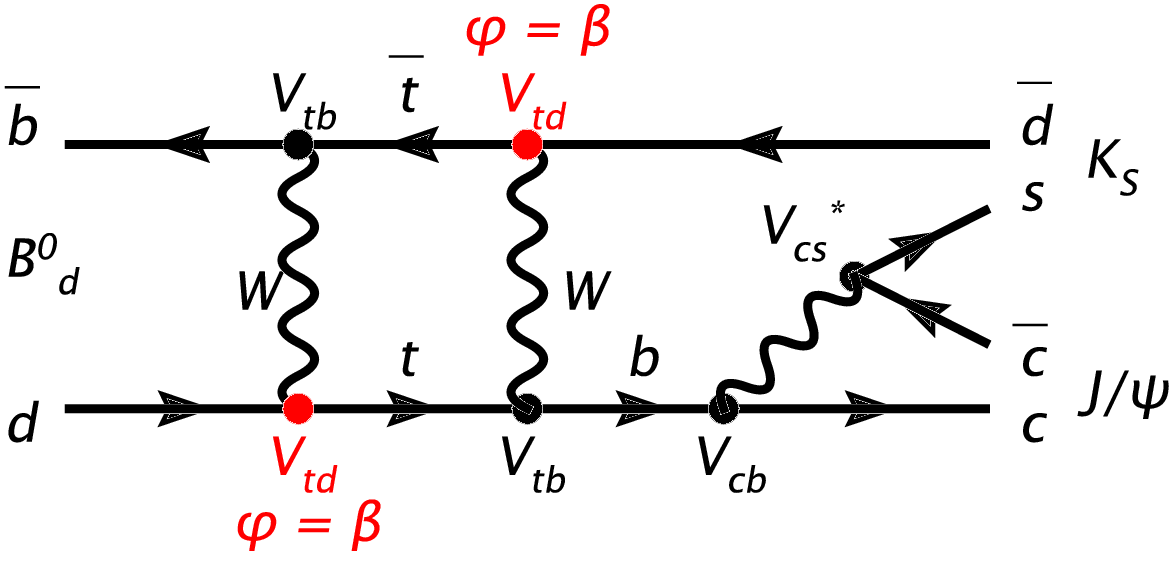 φ = β
b̅ V_tb t̅ V_td d̅
s K_S
V_cs*
B⁰_d W W
t b c̅
J/ψ
d V_td V_tb V_cb c
φ = β